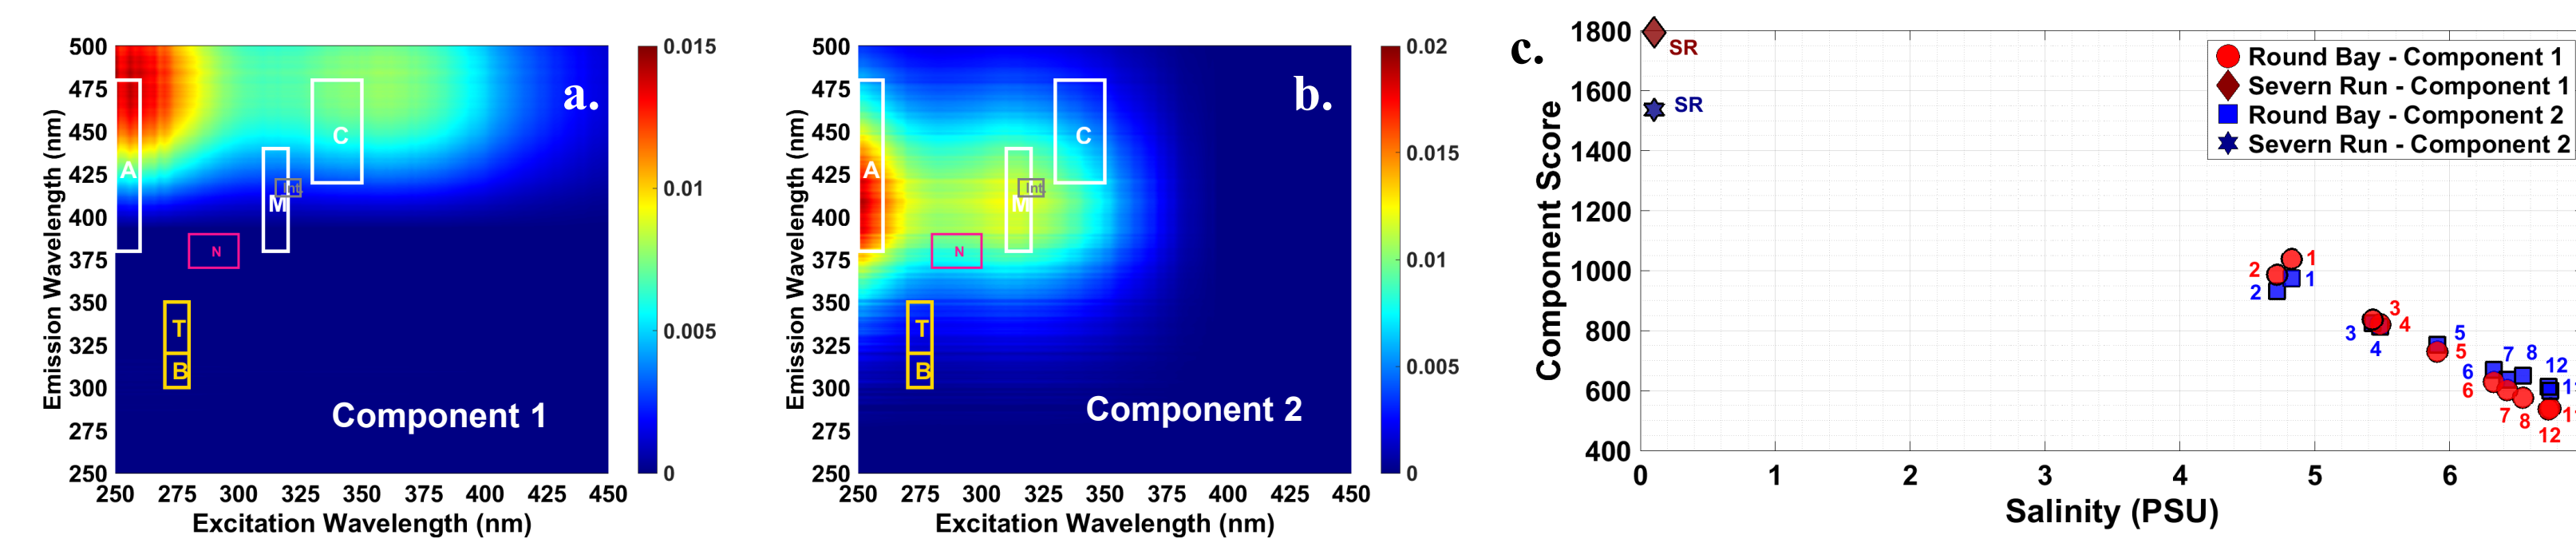 a.
500
475
450
425
400
375
350
325
300
275
250
Emission Wavelength (nm)
A
C
Int.
M
N
T
B
Component 1
250 275 300 325 350 375 400 425 450
Excitation Wavelength (nm)
0.015
0.01
0.005
0
b.
500
475
450
425
400
375
350
325
300
275
250
Emission Wavelength (nm)
A
C
Int.
M
N
T
B
Component 2
250 275 300 325 350 375 400 425 450
Excitation Wavelength (nm)
0.02
0.015
0.01
0.005
0
c.
1800
1600
1400
1200
1000
800
600
400
Component Score
SR
SR
Round Bay - Component 1
Severn Run - Component 1
Round Bay - Component 2
Severn Run - Component 2
2 1
2 1
3
3 4
4
5
5
7 8 12
6
6
7 8
12
0 1 2 3 4 5 6
Salinity (PSU)